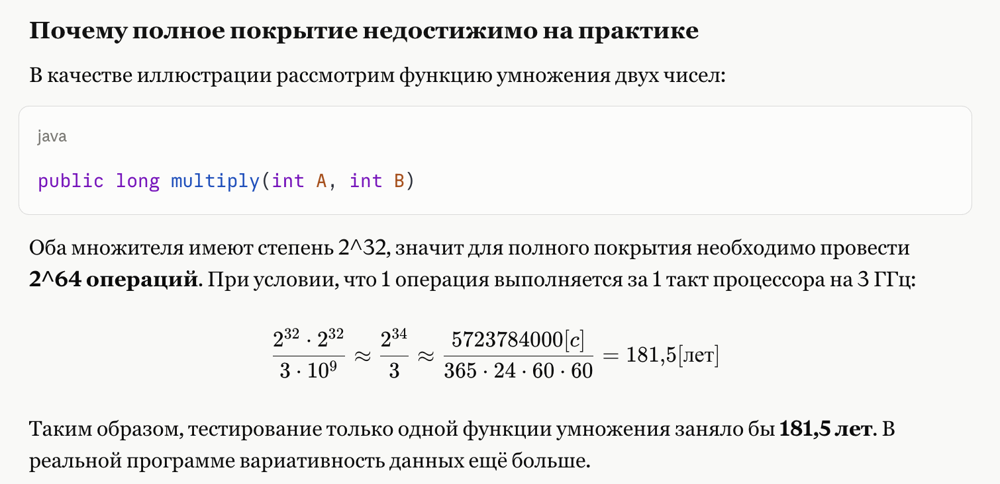 Почему полное покрытие недостижимо на практике
В качестве иллюстрации рассмотрим функцию умножения двух чисел:
java
public long multiply(int A, int B)
Оба множителя имеют степень 2^32, значит для полного покрытия необходимо провести
2^64 операций. При условии, что 1 операция выполняется за 1 такт процессора на 3 ГГц:
\frac{2^{32} \cdot 2^{32}}{3 \cdot 10^9} \approx \frac{2^{34}}{3} \approx \frac{5723784000[c]}{365 \cdot 24 \cdot 60 \cdot 60} = 181,5[лет]
Таким образом, тестирование только одной функции умножения заняло бы 181,5 лет. В
реальной программе вариативность данных ещё больше.